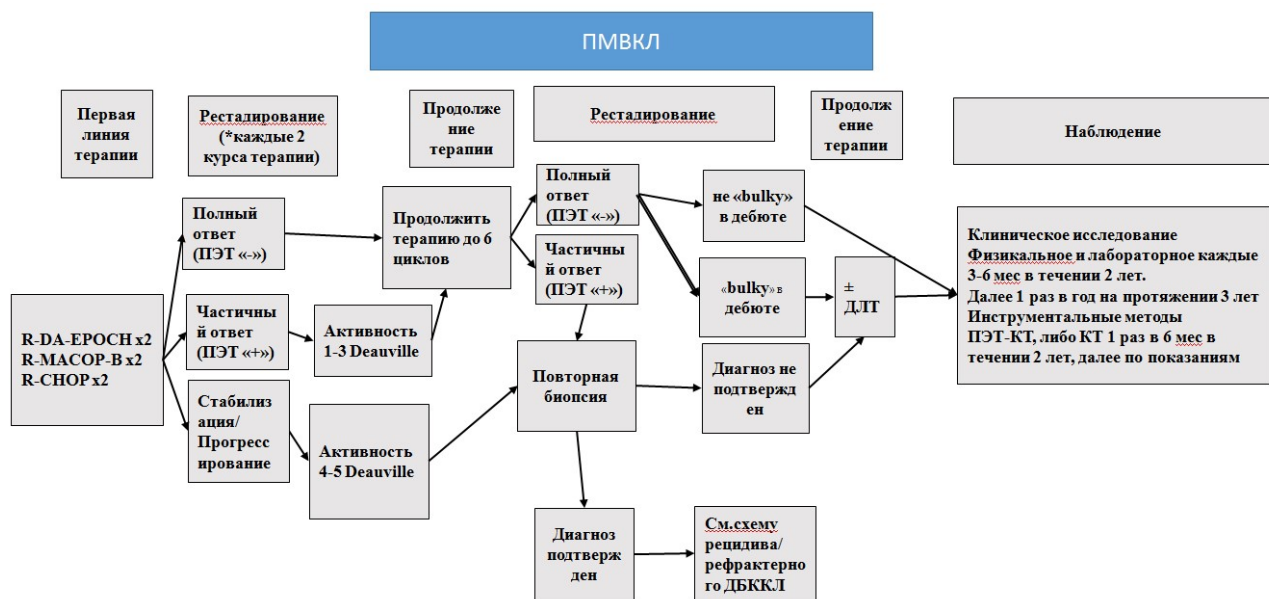 ПМВКЛ
Первая
линия
терапии
Рестадирование
(*каждые 2
курса терапии)
Продолже
ние
терапии
Рестадирование
Продолж
ение
терапии
Наблюдение
R-DA-EPOCH x2
R-MACOP-B x2
R-CHOP x2
Полный
ответ
(ПЭТ «-»)
Частичны
й ответ
(ПЭТ «+»)
Стабилиз
ация/
Прогресс
ирование
Активность
1-3 Deauville
Активность
4-5 Deauville
Продолжить
терапию до 6
циклов
Полный
ответ
(ПЭТ «-»)
Частичны
й ответ
(ПЭТ «+»)
Повторная
биопсия
Диагноз
подтверж
ден
не «bulky»
в дебюте
«bulky» в
дебюте
Диагноз не
подтвержд
ен
См.схему
рецидива/
рефрактерно
го ДБККЛ
±
ДЛТ
Клиническое исследование
Физикальное и лабораторное каждые
3-6 мес в течении 2 лет.
Далее 1 раз в год на протяжении 3 лет
Инструментальные методы
ПЭТ-КТ, либо КТ 1 раз в 6 мес в
течении 2 лет, далее по показаниям